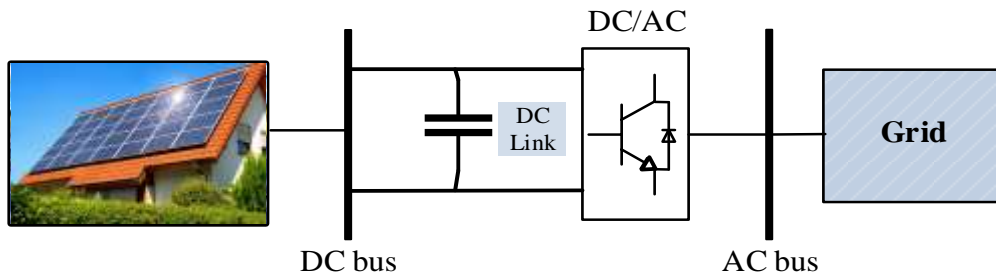 DC/AC
DC
Link
Grid
DC bus
AC bus